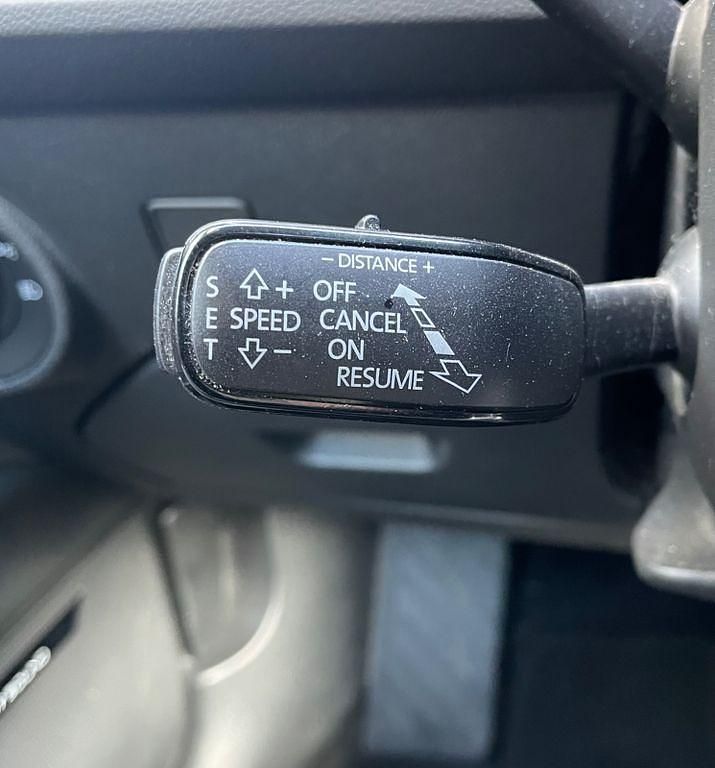 − DISTANCE +
S + OFF
E SPEED CANCEL
T − ON
RESUME